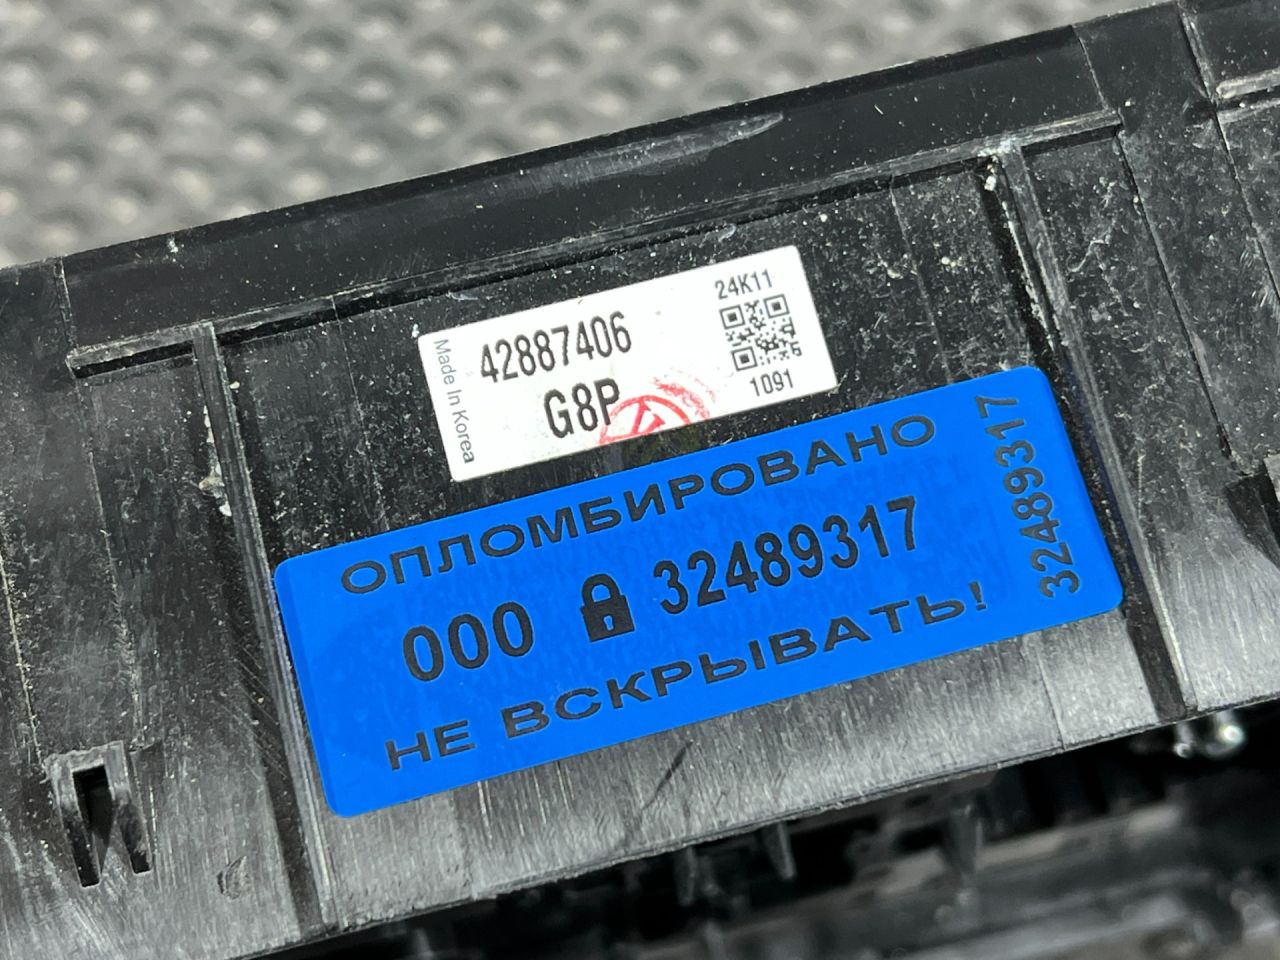 24K11
42887406
Made In Korea
G8P
1091
ОПЛОМБИРОВАНО
000 32489317
НЕ ВСКРЫВАТЬ!
32489317